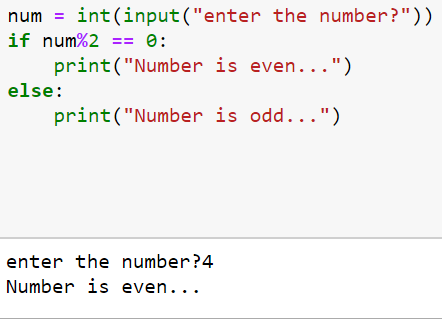 num = int(input("enter the number?"))
if num%2 == 0:
    print("Number is even...")
else:
    print("Number is odd...")
enter the number?4
Number is even...